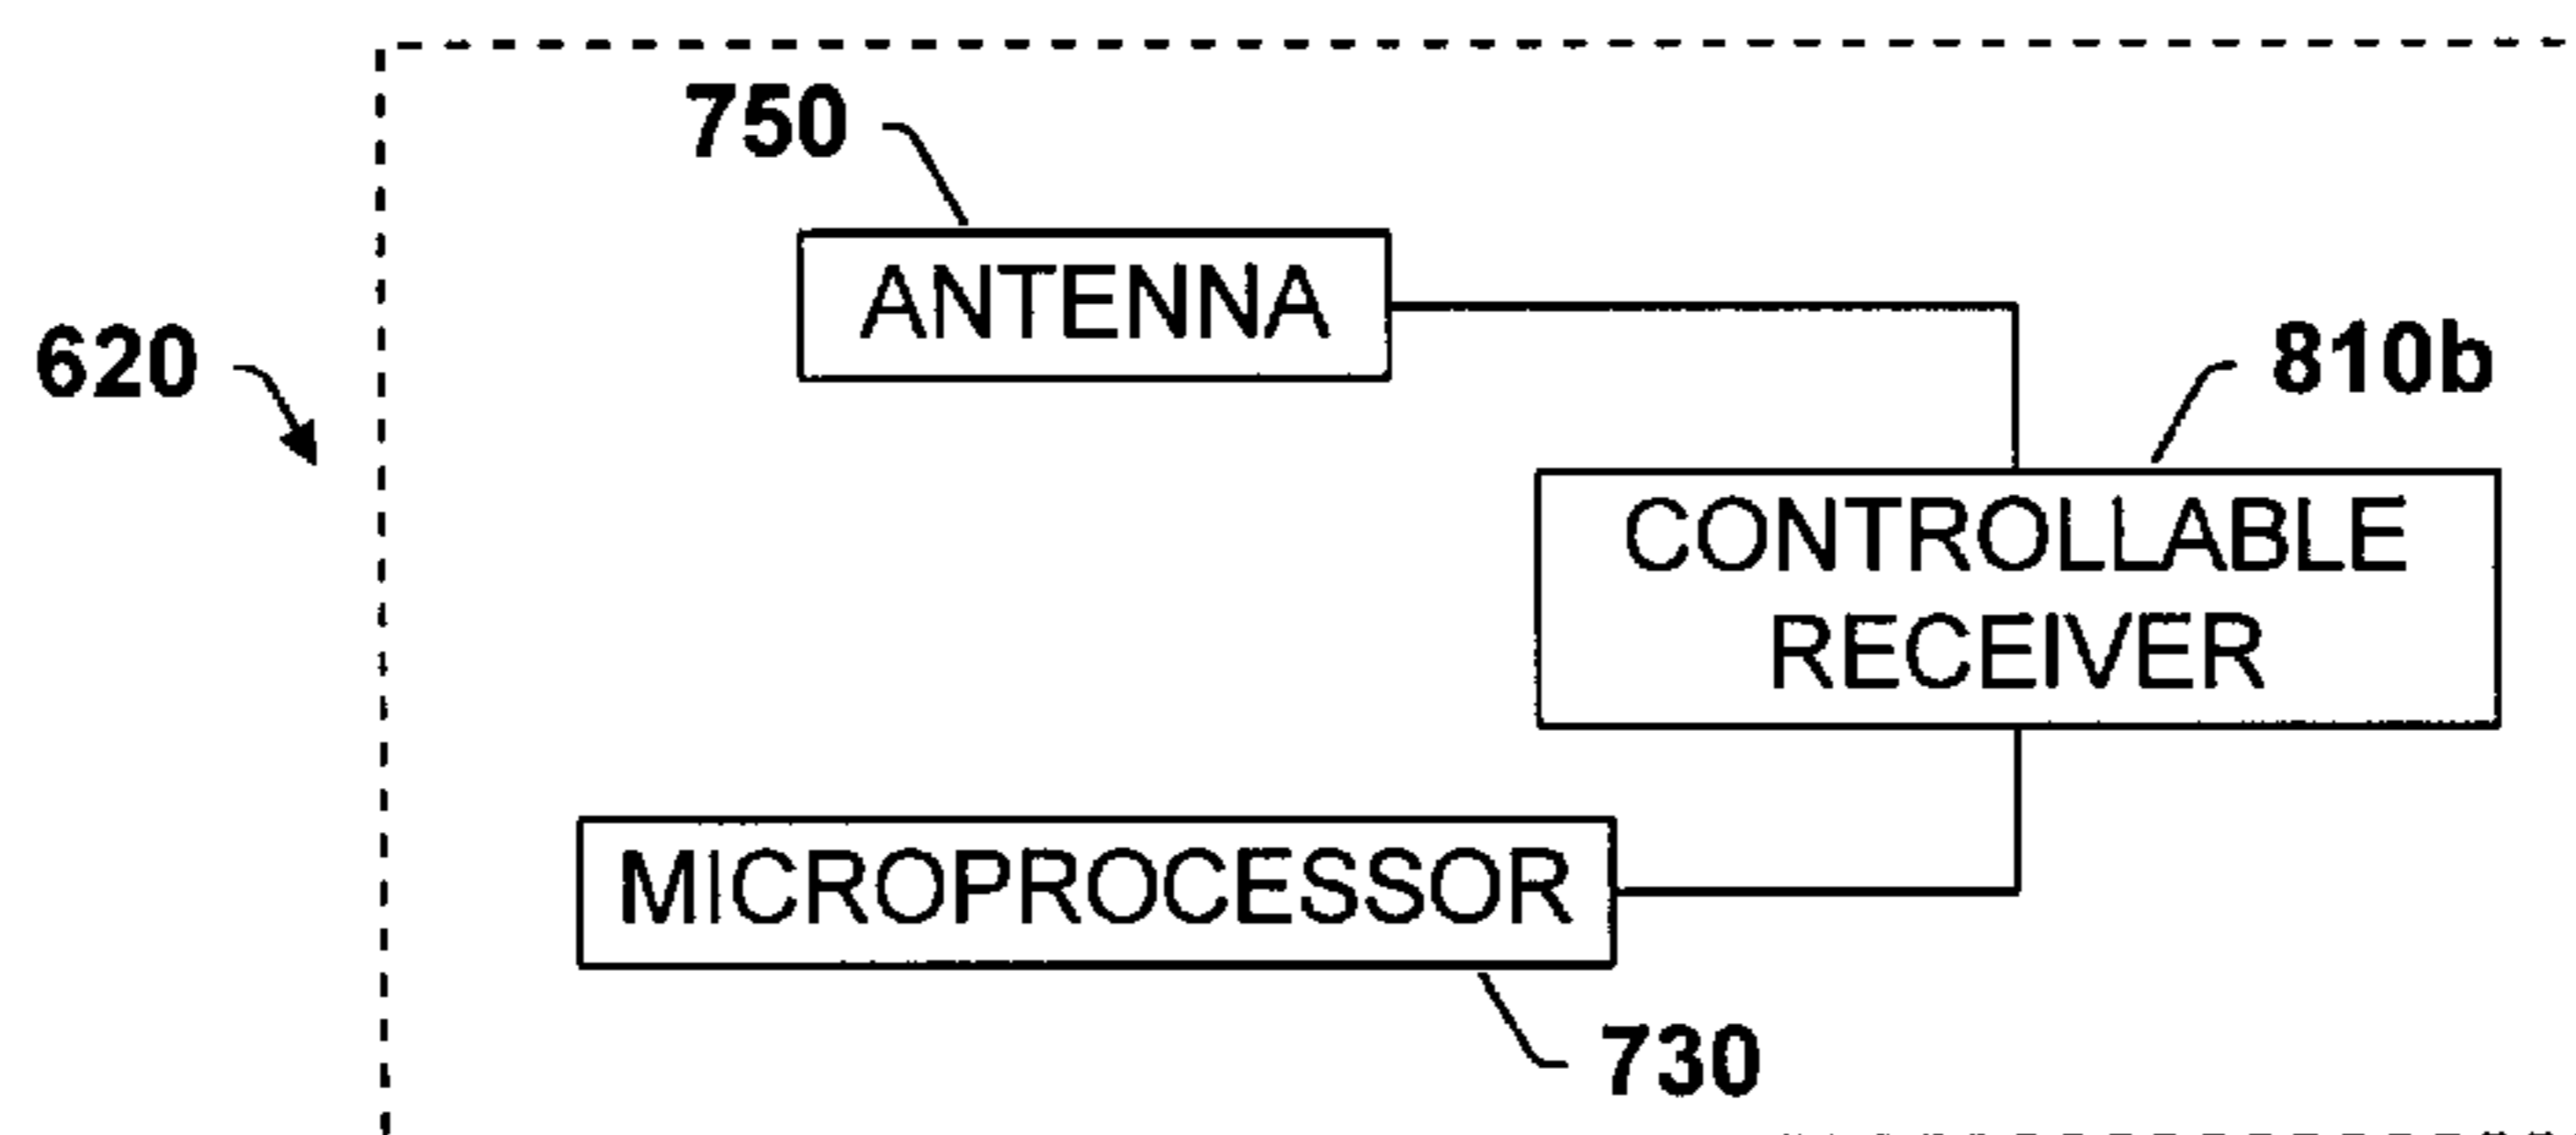 750
ANTENNA
620
810b
CONTROLLABLE
RECEIVER
MICROPROCESSOR
730